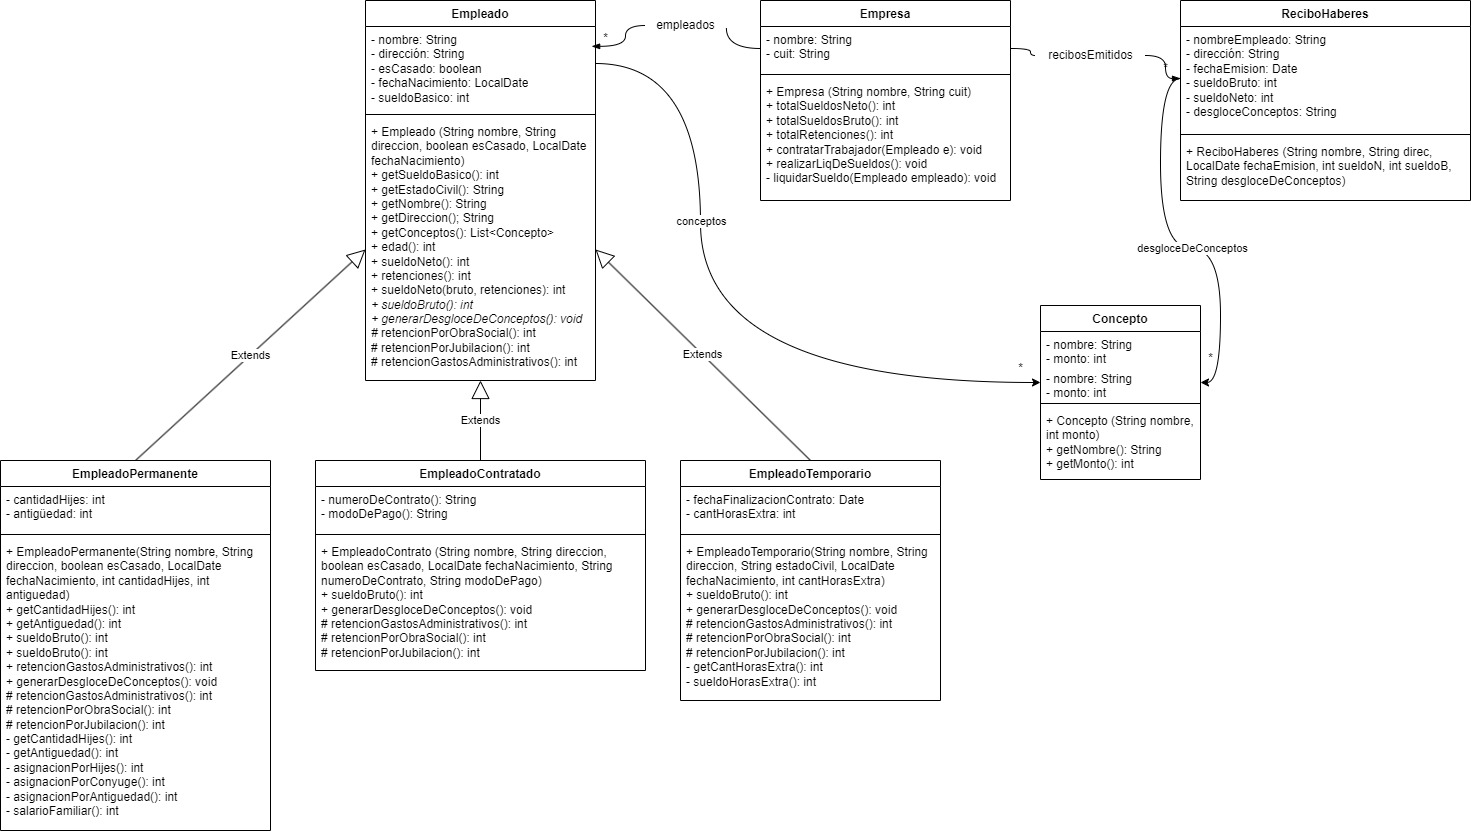 Empleado
- nombre: String
- dirección: String
- esCasado: boolean
- fechaNacimiento: LocalDate
- sueldoBasico: int
+ Empleado (String nombre, String
direccion, boolean esCasado, LocalDate
fechaNacimiento)
+ getSueldoBasico(): int
+ getEstadoCivil(): String
+ getNombre(): String
+ getDireccion(); String
+ getConceptos(): List<Concepto>
+ edad(): int
+ sueldoNeto(): int
+ retenciones(): int
+ sueldoNeto(bruto, retenciones): int
+ sueldoBruto(): int
+ generarDesgloceDeConceptos(): void
# retencionPorObraSocial(): int
# retencionPorJubilacion(): int
# retencionGastosAdministrativos(): int
*
empleados
Empresa
- nombre: String
- cuit: String
+ Empresa (String nombre, String cuit)
+ totalSueldosNeto(): int
+ totalSueldosBruto(): int
+ totalRetenciones(): int
+ contratarTrabajador(Empleado e): void
+ realizarLiqDeSueldos(): void
- liquidarSueldo(Empleado empleado): void
recibosEmitidos
*
ReciboHaberes
- nombreEmpleado: String
- dirección: String
- fechaEmision: Date
- sueldoBruto: int
- sueldoNeto: int
- desgloceConceptos: String
+ ReciboHaberes (String nombre, String direc,
LocalDate fechaEmision, int sueldoN, int sueldoB,
String desgloceDeConceptos)
conceptos
*
desgloceDeConceptos
*
Concepto
- nombre: String
- monto: int
- nombre: String
- monto: int
+ Concepto (String nombre,
int monto)
+ getNombre(): String
+ getMonto(): int
Extends
Extends
Extends
EmpleadoPermanente
- cantidadHijes: int
- antigüedad: int
+ EmpleadoPermanente(String nombre, String
direccion, boolean esCasado, LocalDate
fechaNacimiento, int cantidadHijes, int
antiguedad)
+ getCantidadHijes(): int
+ getAntiguedad(): int
+ sueldoBruto(): int
+ sueldoBruto(): int
+ retencionGastosAdministrativos(): int
+ generarDesgloceDeConceptos(): void
# retencionGastosAdministrativos(): int
# retencionPorObraSocial(): int
# retencionPorJubilacion(): int
- getCantidadHijes(): int
- getAntiguedad(): int
- asignacionPorHijes(): int
- asignacionPorConyuge(): int
- asignacionPorAntiguedad(): int
- salarioFamiliar(): int
EmpleadoContratado
- numeroDeContrato(): String
- modoDePago(): String
+ EmpleadoContrato (String nombre, String direccion,
boolean esCasado, LocalDate fechaNacimiento, String
numeroDeContrato, String modoDePago)
+ sueldoBruto(): int
+ generarDesgloceDeConceptos(): void
# retencionGastosAdministrativos(): int
# retencionPorObraSocial(): int
# retencionPorJubilacion(): int
EmpleadoTemporario
- fechaFinalizacionContrato: Date
- cantHorasExtra: int
+ EmpleadoTemporario(String nombre, String
direccion, String estadoCivil, LocalDate
fechaNacimiento, int cantHorasExtra)
+ sueldoBruto(): int
+ generarDesgloceDeConceptos(): void
# retencionGastosAdministrativos(): int
# retencionPorObraSocial(): int
# retencionPorJubilacion(): int
- getCantHorasExtra(): int
- sueldoHorasExtra(): int